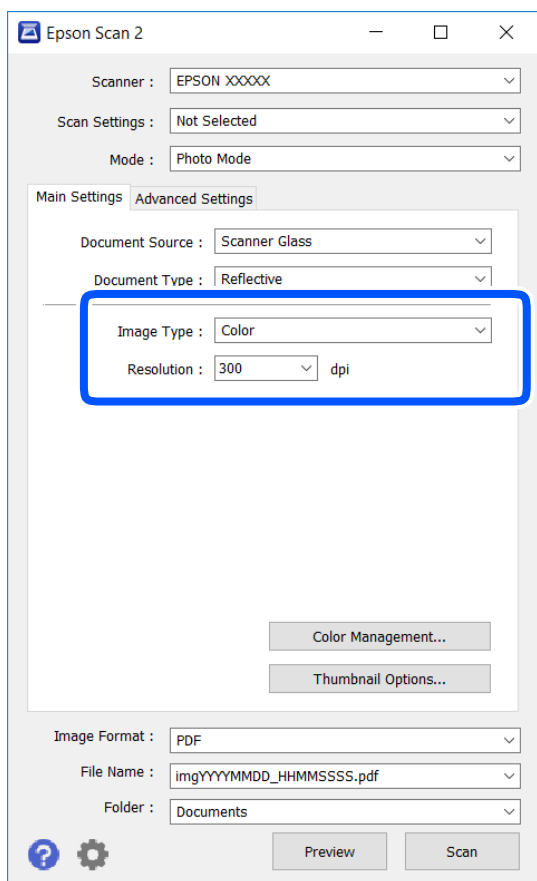 Epson Scan 2
Scanner : EPSON XXXXX
Scan Settings : Not Selected
Mode : Photo Mode
Main Settings Advanced Settings
Document Source : Scanner Glass
Document Type : Reflective
Image Type : Color
Resolution : 300 dpi
Color Management...
Thumbnail Options...
Image Format : PDF
File Name : imgYYYYMMDD_HHMMSSSS.pdf
Folder : Documents
? Preview Scan